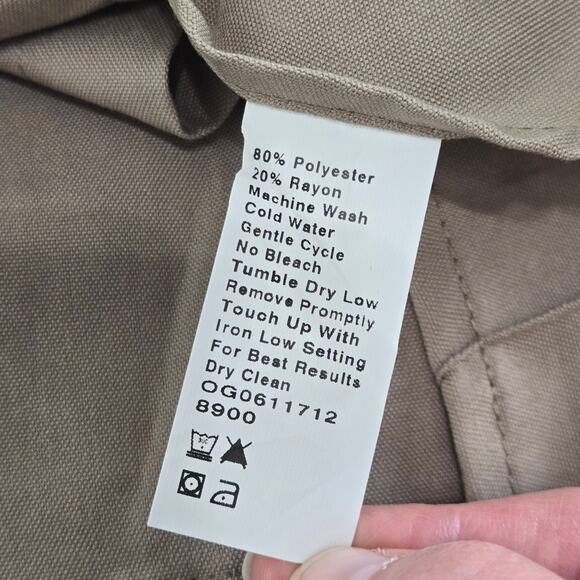 80% Polyester
20% Rayon
Machine Wash
Cold Water
Gentle Cycle
No Bleach
Tumble Dry Low
Remove Promptly
Touch Up With
Iron Low Setting
For Best Results
Dry Clean
OG0611712
8900